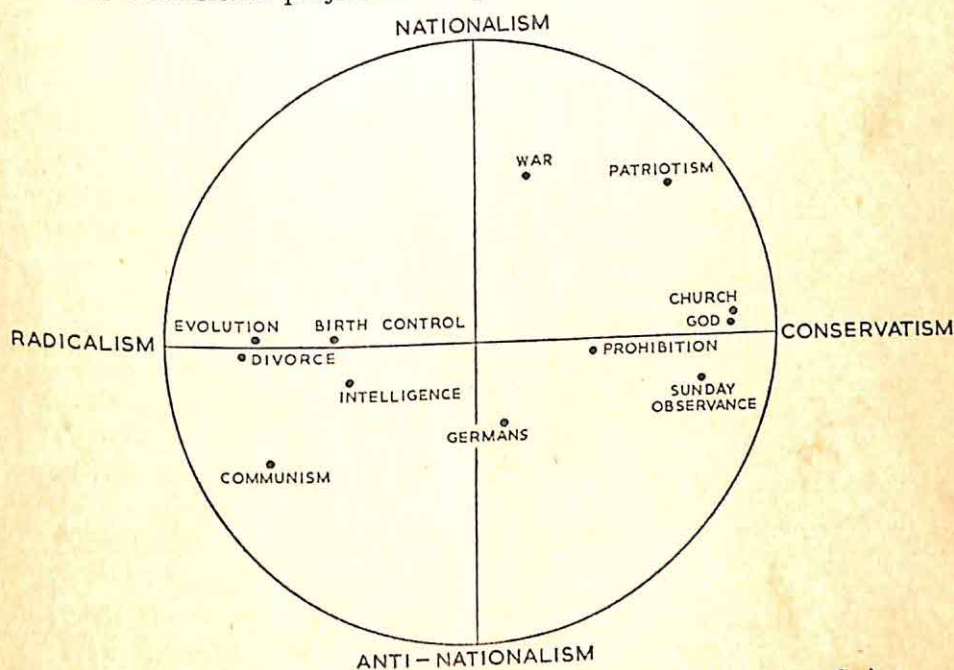 NATIONALISM
WAR
PATRIOTISM
CHURCH
GOD
RADICALISM
EVOLUTION
BIRTH CONTROL
CONSERVATISM
DIVORCE
PROHIBITION
INTELLIGENCE
SUNDAY
OBSERVANCE
GERMANS
COMMUNISM
ANTI-NATIONALISM